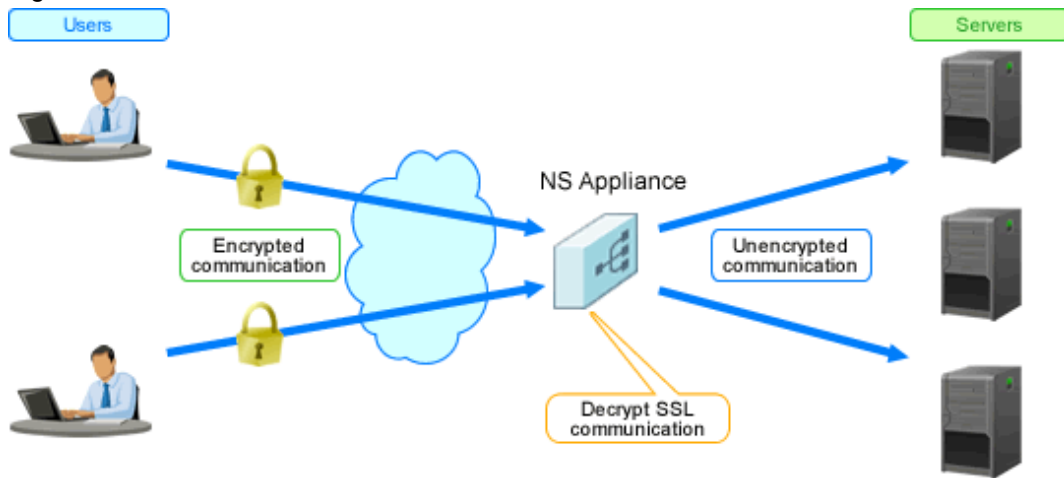 Users
Servers
NS Appliance
Encrypted
communication
Unencrypted
communication
Decrypt SSL
communication